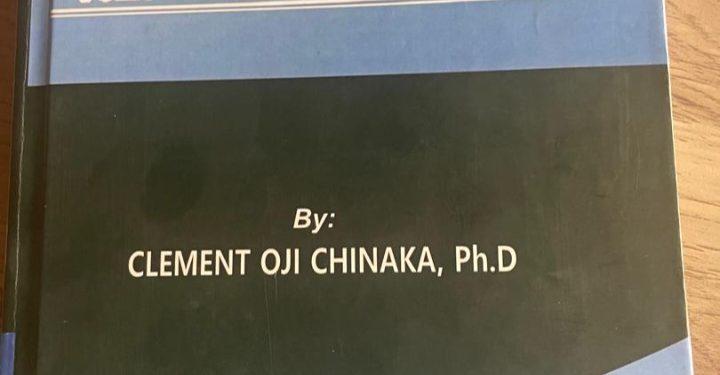 By:
CLEMENT OJI CHINAKA, Ph.D